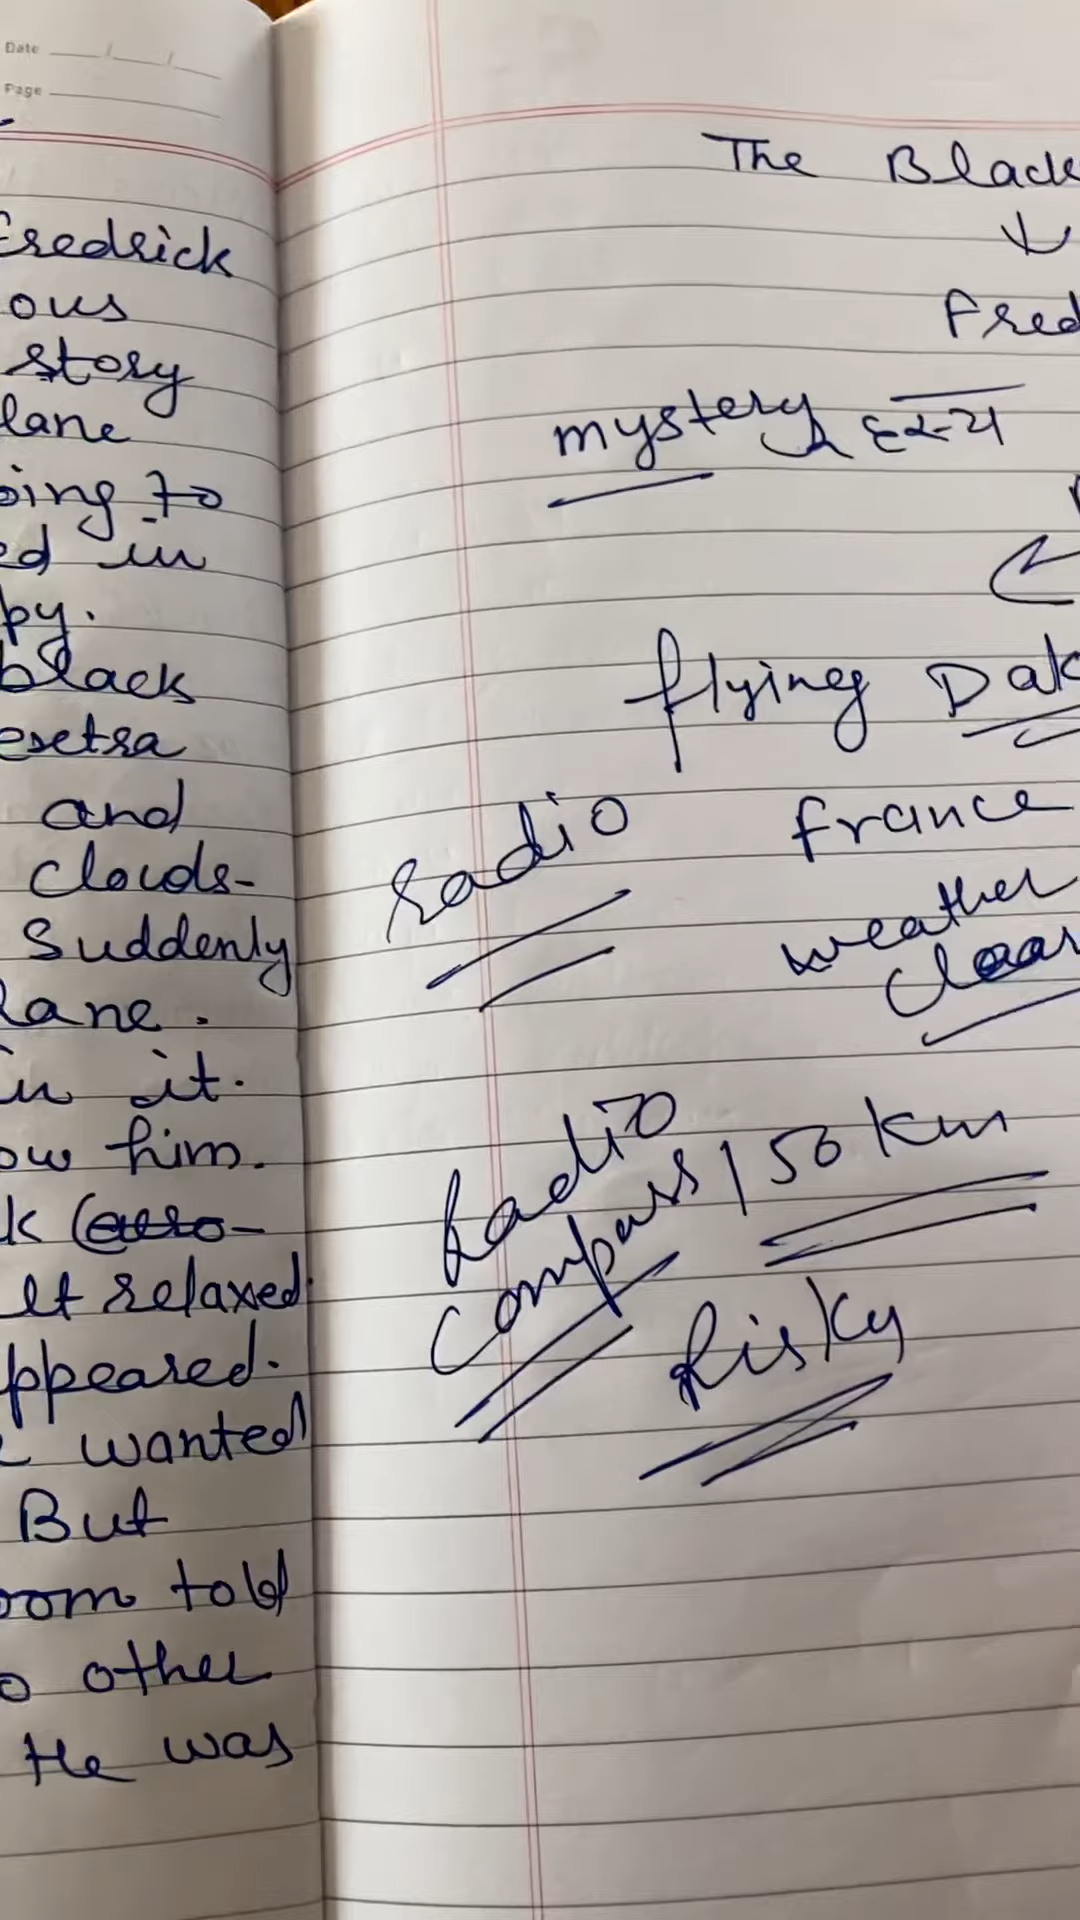 Date
Page
Fredrick
ous
story
lane
oing to
ed in
py.
black
extra
and
Clouds-
Suddenly
lane.
in it.
ow him.
k (
lt relaxed.
ppeared.
wanted
But
oom told
o other
He was
The Black
↓
Fred
mystery
flying Dak
radio
france
weather
clear
Radio
compass 150 km
Risky